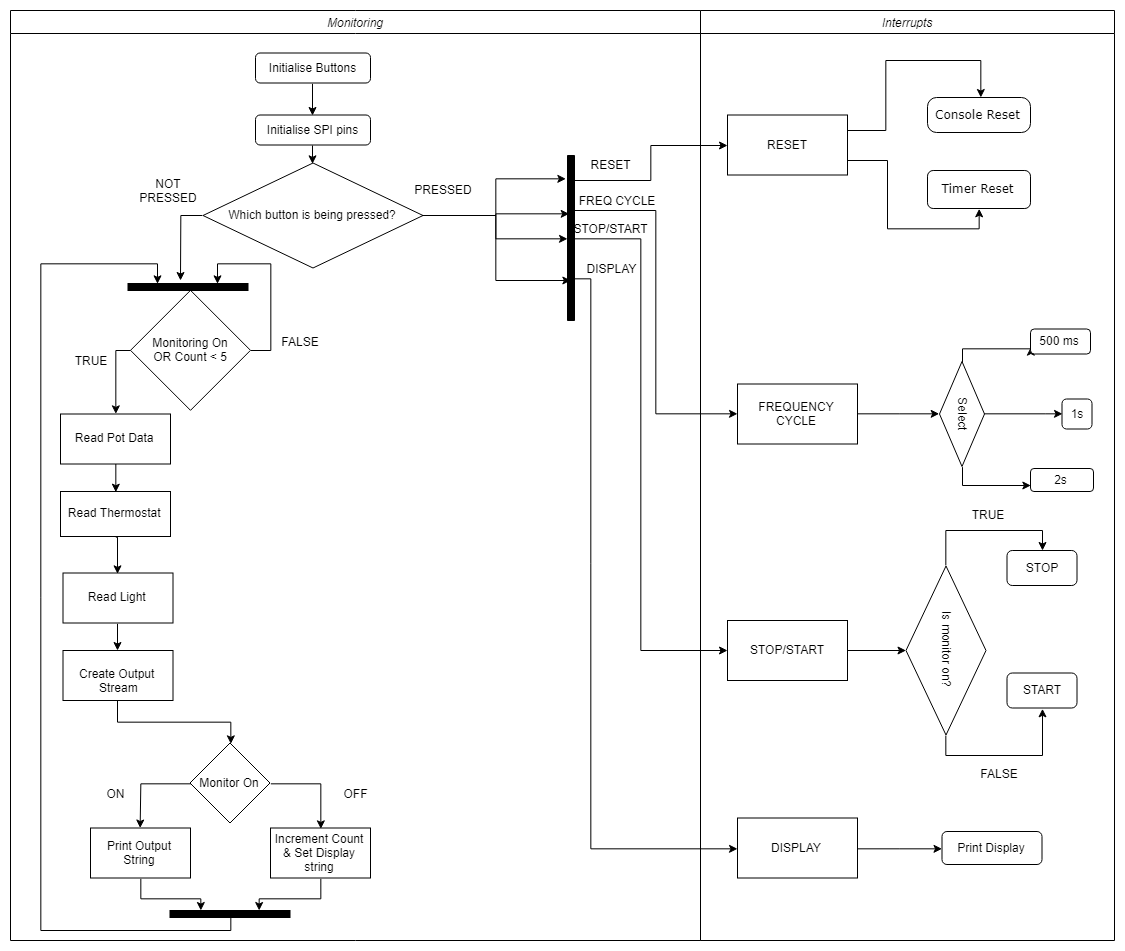 Monitoring
Interrupts
Initialise Buttons
Initialise SPI pins
Which button is being pressed?
NOT
PRESSED
PRESSED
RESET
FREQ CYCLE
STOP/START
DISPLAY
Monitoring On
OR Count < 5
TRUE
FALSE
Read Pot Data
Read Thermostat
Read Light
Create Output
Stream
Monitor On
ON
OFF
Print Output
String
Increment Count
& Set Display
string
RESET
Console Reset
Timer Reset
FREQUENCY
CYCLE
Select
500 ms
1s
2s
STOP/START
Is monitor on?
TRUE
STOP
START
FALSE
DISPLAY
Print Display